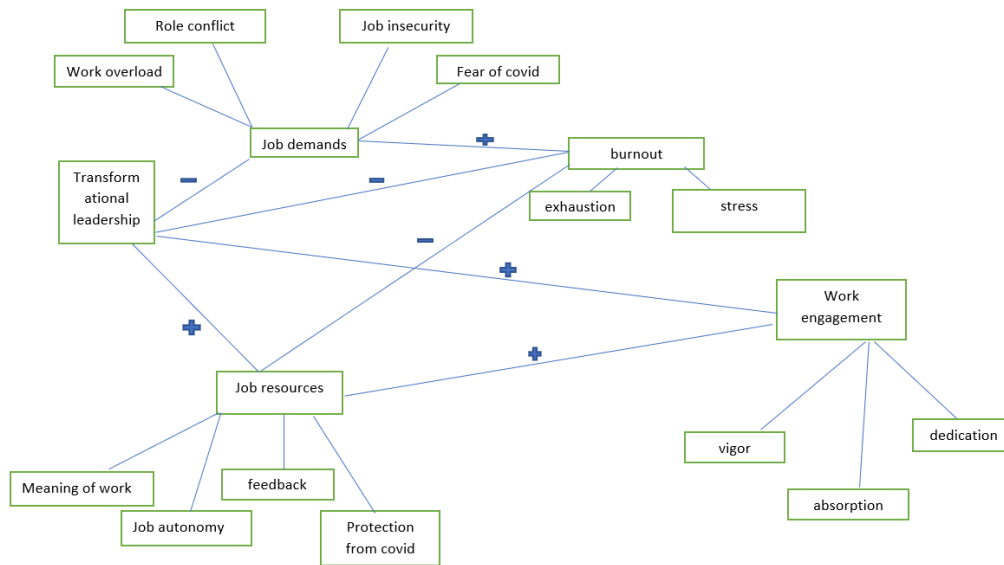 Role conflict
Job insecurity
Work overload
Fear of covid
Job demands
burnout
Transform
ational
leadership
exhaustion
stress
Work
engagement
Job resources
vigor
dedication
Meaning of work
feedback
absorption
Job autonomy
Protection
from covid